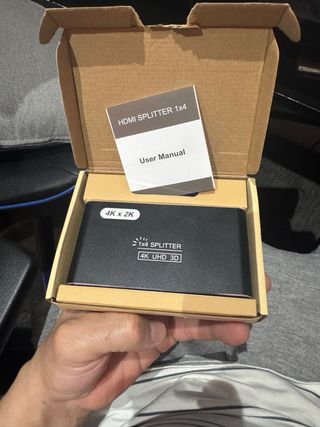 HDMI SPLITTER 1x4
User Manual
4K x 2K
1x4 SPLITTER
4K UHD 3D